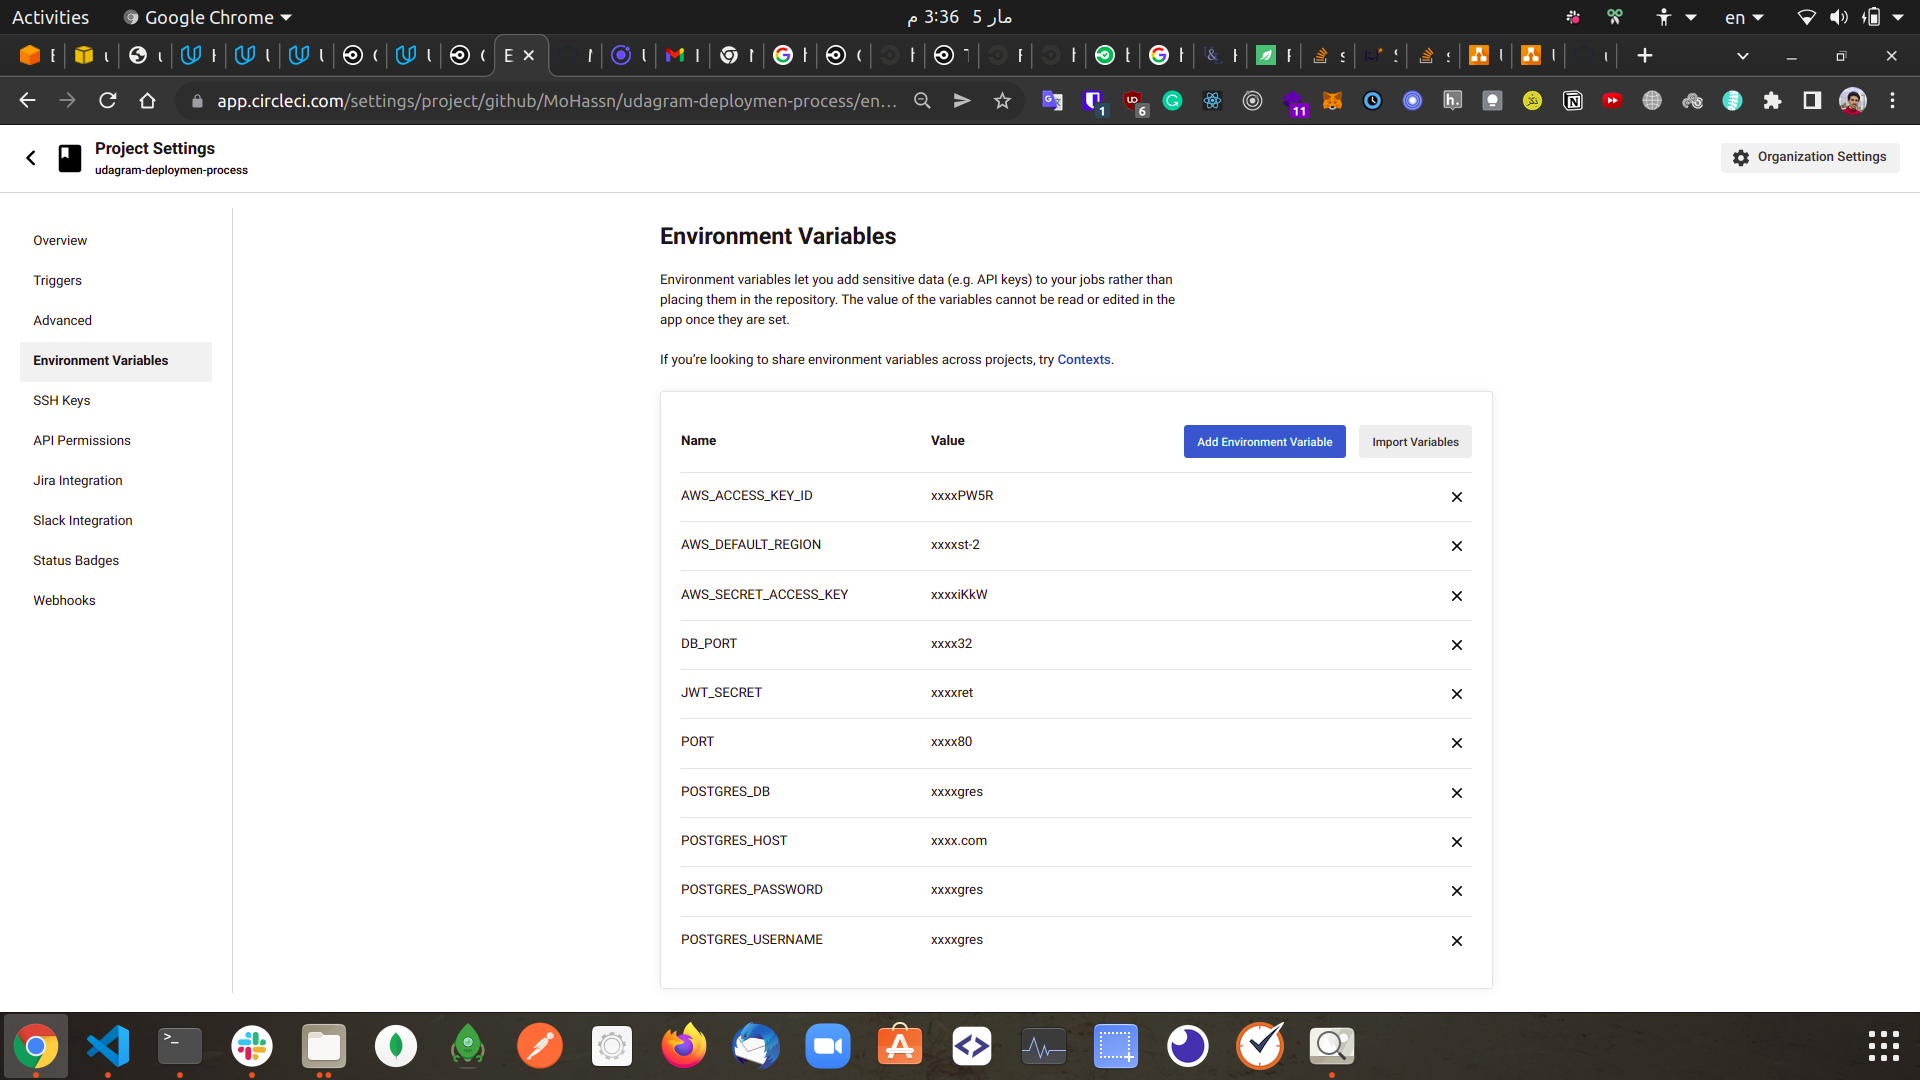 Activities
Google Chrome
مار 5 3:36 م
en
E
app.circleci.com/settings/project/github/MoHassn/udagram-deploymen-process/en...
1
6
11
Project Settings
udagram-deploymen-process
Organization Settings
Overview
Triggers
Advanced
Environment Variables
SSH Keys
API Permissions
Jira Integration
Slack Integration
Status Badges
Webhooks
Environment Variables
Environment variables let you add sensitive data (e.g. API keys) to your jobs rather than
placing them in the repository. The value of the variables cannot be read or edited in the
app once they are set.
If you're looking to share environment variables across projects, try Contexts.
Name Value Add Environment Variable Import Variables
AWS_ACCESS_KEY_ID xxxxPW5R
AWS_DEFAULT_REGION xxxxst-2
AWS_SECRET_ACCESS_KEY xxxxiKkW
DB_PORT xxxx32
JWT_SECRET xxxxret
PORT xxxx80
POSTGRES_DB xxxxgres
POSTGRES_HOST xxxx.com
POSTGRES_PASSWORD xxxxgres
POSTGRES_USERNAME xxxxgres